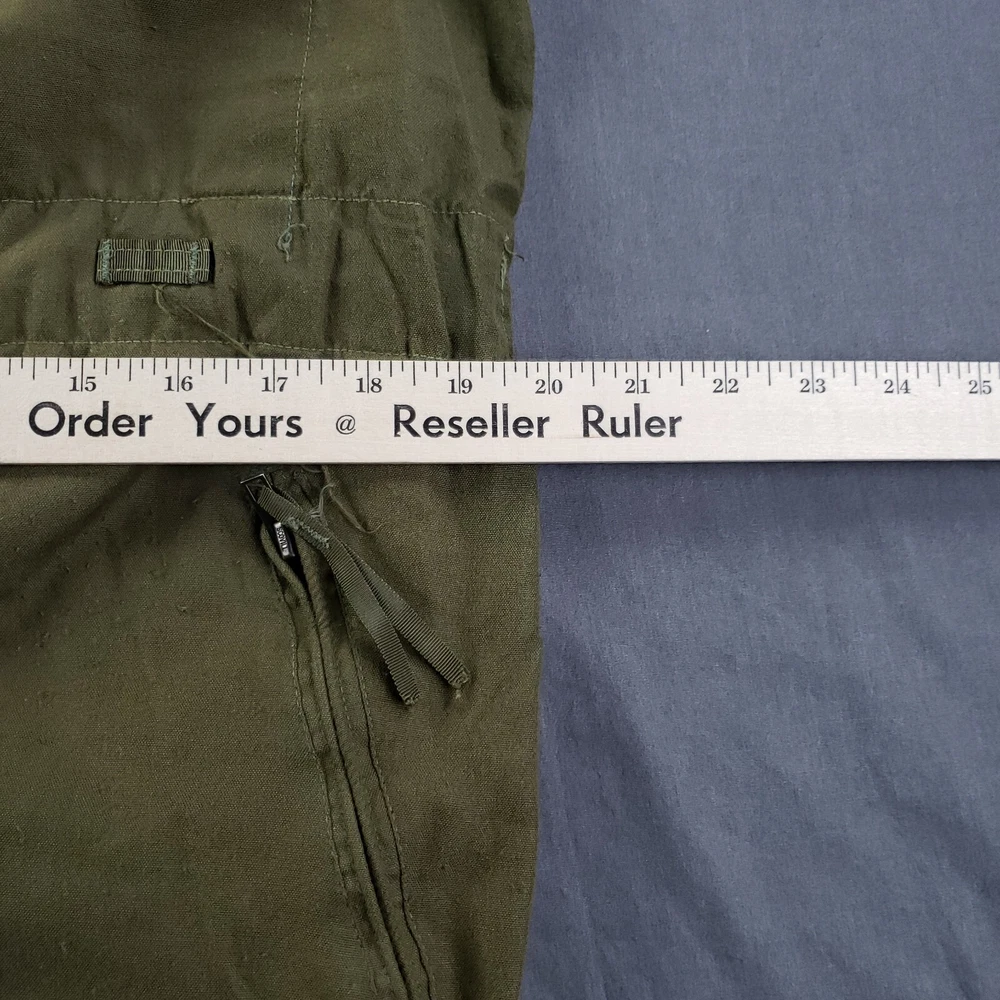 15 16 17 18 19 20 21 22 23 24 25
Order Yours @ Reseller Ruler